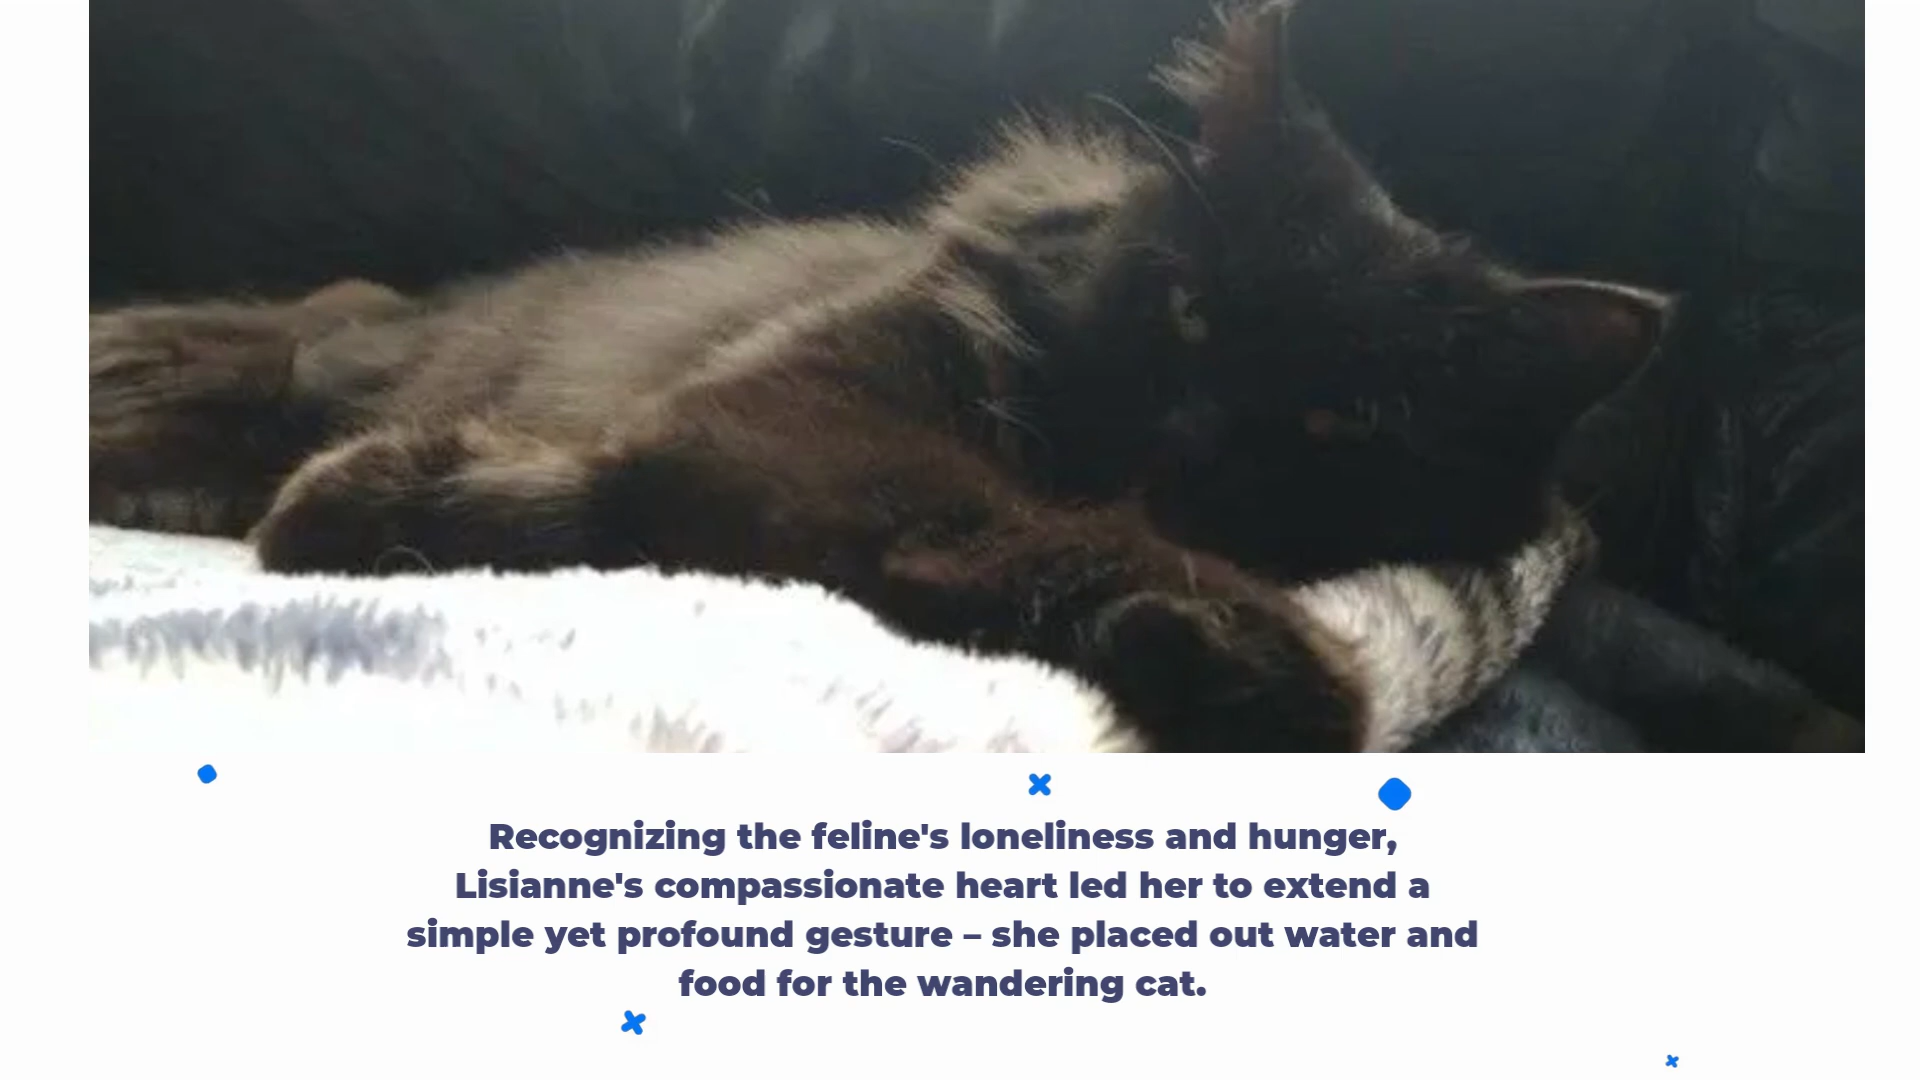 Recognizing the feline's loneliness and hunger,
Lisianne's compassionate heart led her to extend a
simple yet profound gesture – she placed out water and
food for the wandering cat.